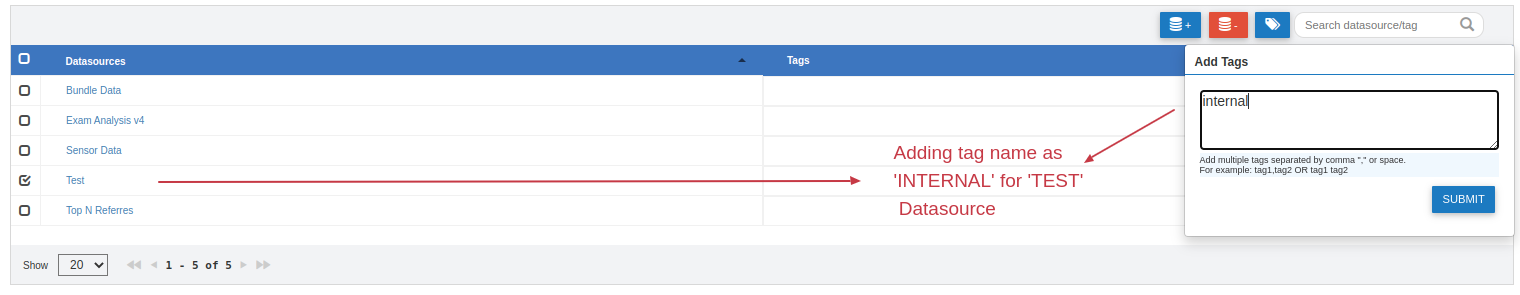 +
-
Search datasource/tag
Datasources
Tags
Add Tags
Bundle Data
internal
Exam Analysis v4
Sensor Data
Adding tag name as
'INTERNAL' for 'TEST'
Datasource
Add multiple tags separated by comma "," or space.
For example: tag1,tag2 OR tag1 tag2
Test
SUBMIT
Top N Referres
Show
20
1 - 5 of 5